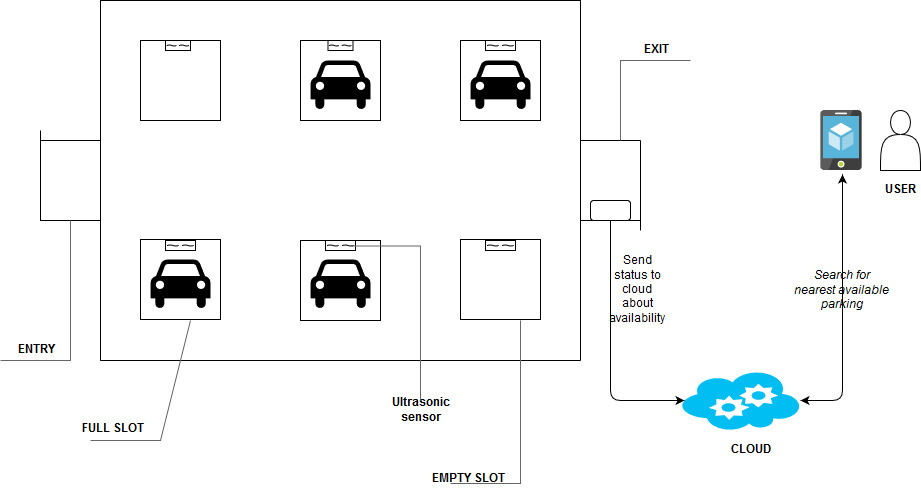 EXIT
USER
Send
status to
cloud
about
availability
Search for
nearest available
parking
ENTRY
Ultrasonic
sensor
FULL SLOT
CLOUD
EMPTY SLOT